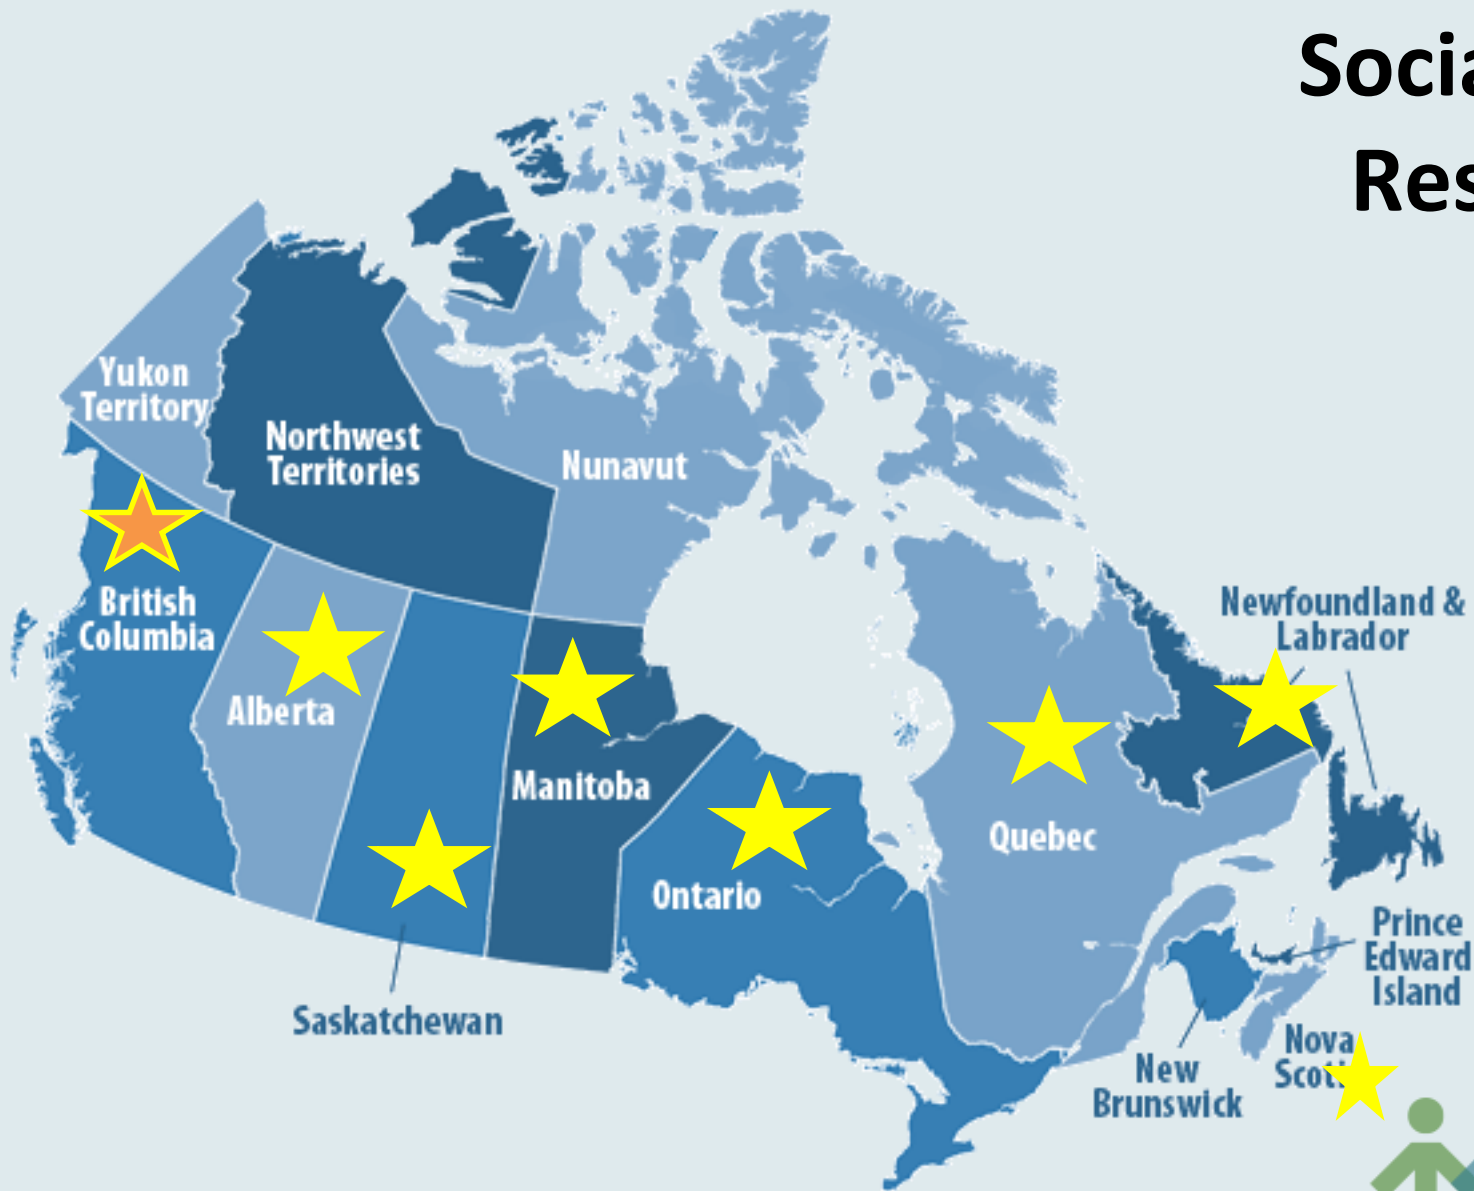 Socia
Res
Yukon
Territory
Northwest
Territories
Nunavut
British
Columbia
Alberta
Saskatchewan
Manitoba
Ontario
Quebec
Newfoundland &
Labrador
Prince
Edward
Island
Nova
New
Brunswick